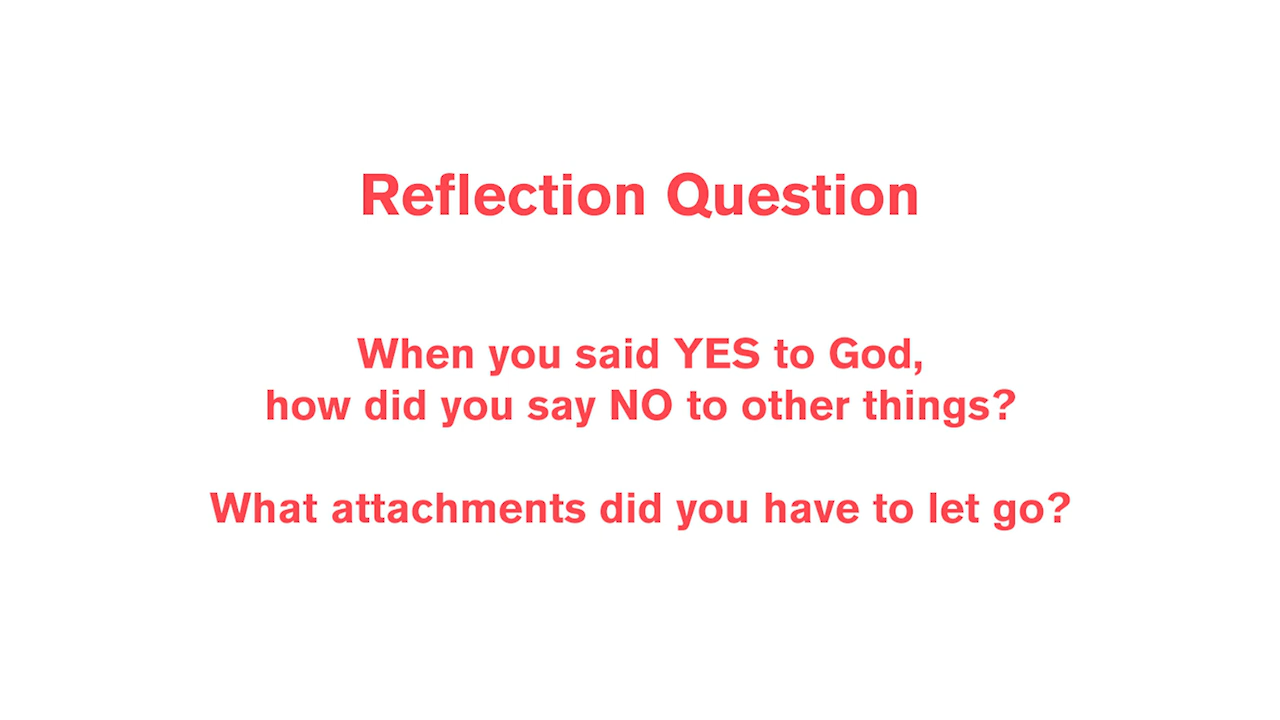 Reflection Question
When you said YES to God,
how did you say NO to other things?
What attachments did you have to let go?